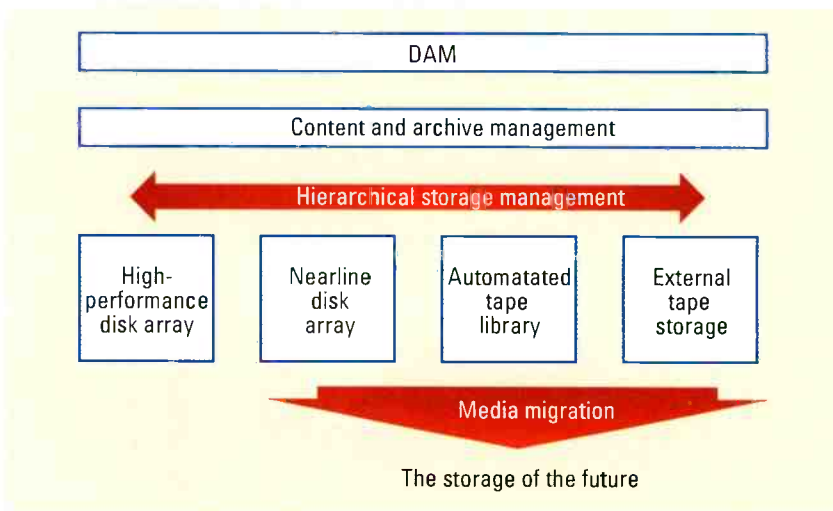 DAM
Content and archive management
Hierarchical storage management
High-
performance
disk array
Nearline
disk
array
Automatated
tape
library
External
tape
storage
Media migration
The storage of the future